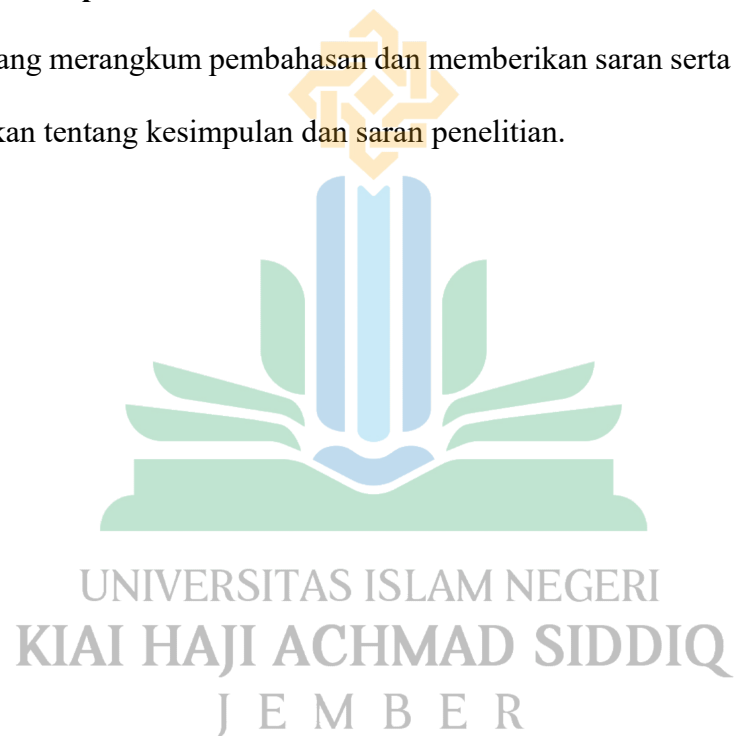 ang merangkum pembahasan dan memberikan saran serta
kan tentang kesimpulan dan saran penelitian.
UNIVERSITAS ISLAM NEGERI
KIAI HAJI ACHMAD SIDDIQ
J E M B E R